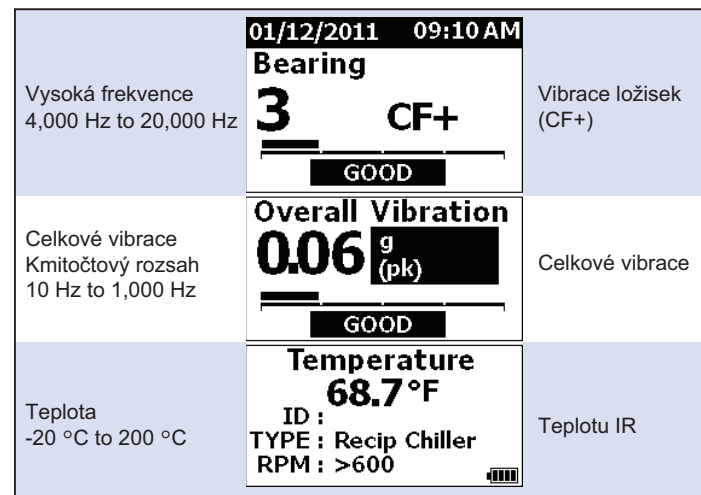 01/12/2011 09:10 AM
Bearing
Vysoká frekvence
4,000 Hz to 20,000 Hz
3 CF+
Vibrace ložisek
(CF+)
GOOD
Overall Vibration
Celkové vibrace
Kmitočtový rozsah
10 Hz to 1,000 Hz
0.06 g
(pk)
Celkové vibrace
GOOD
Temperature
68.7°F
Teplota
-20 °C to 200 °C
ID :
TYPE : Recip Chiller
RPM : >600
Teplotu IR